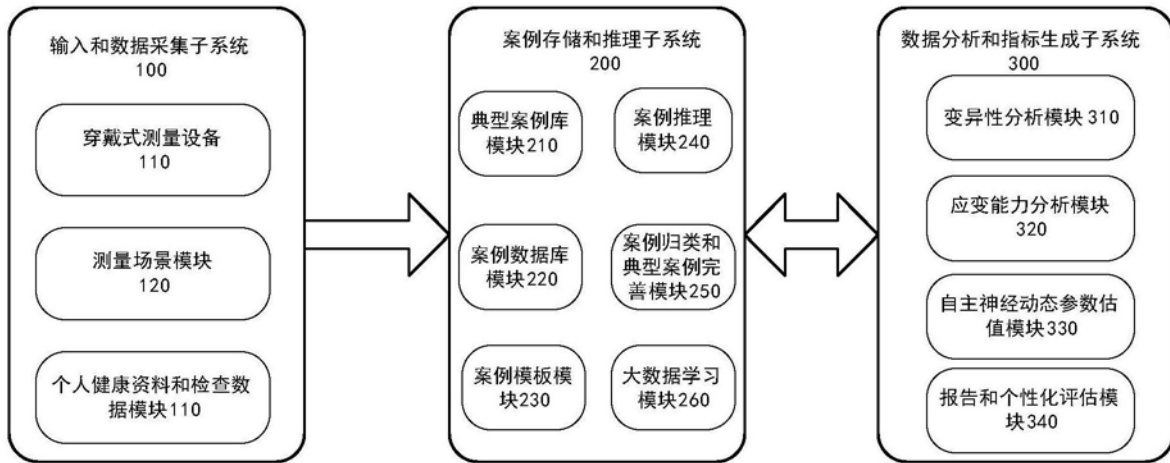 输入和数据采集子系统
100
穿戴式测量设备
110
测量场景模块
120
个人健康资料和检查数
据模块110
案例存储和推理子系统
200
典型案例库
模块210
案例推理
模块240
案例数据库
模块220
案例归类和
典型案例完
善模块250
案例模板模
块230
大数据学习
模块260
数据分析和指标生成子系统
300
变异性分析模块310
应变能力分析模块
320
自主神经动态参数估
值模块330
报告和个性化评估模
块340